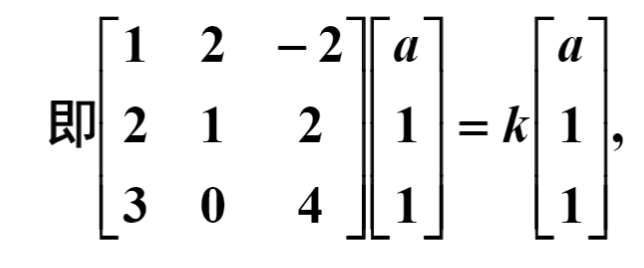 即[1 2 −2; 2 1 2; 3 0 4][a; 1; 1] = k[a; 1; 1],